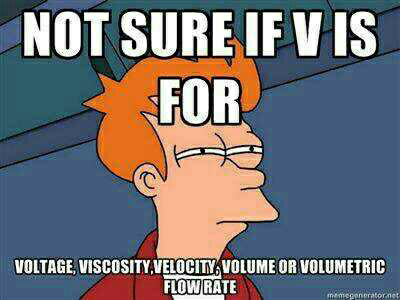 NOT SURE IF V IS
FOR
VOLTAGE, VISCOSITY,VELOCITY, VOLUME OR VOLUMETRIC
FLOW RATE
memegenerator.net